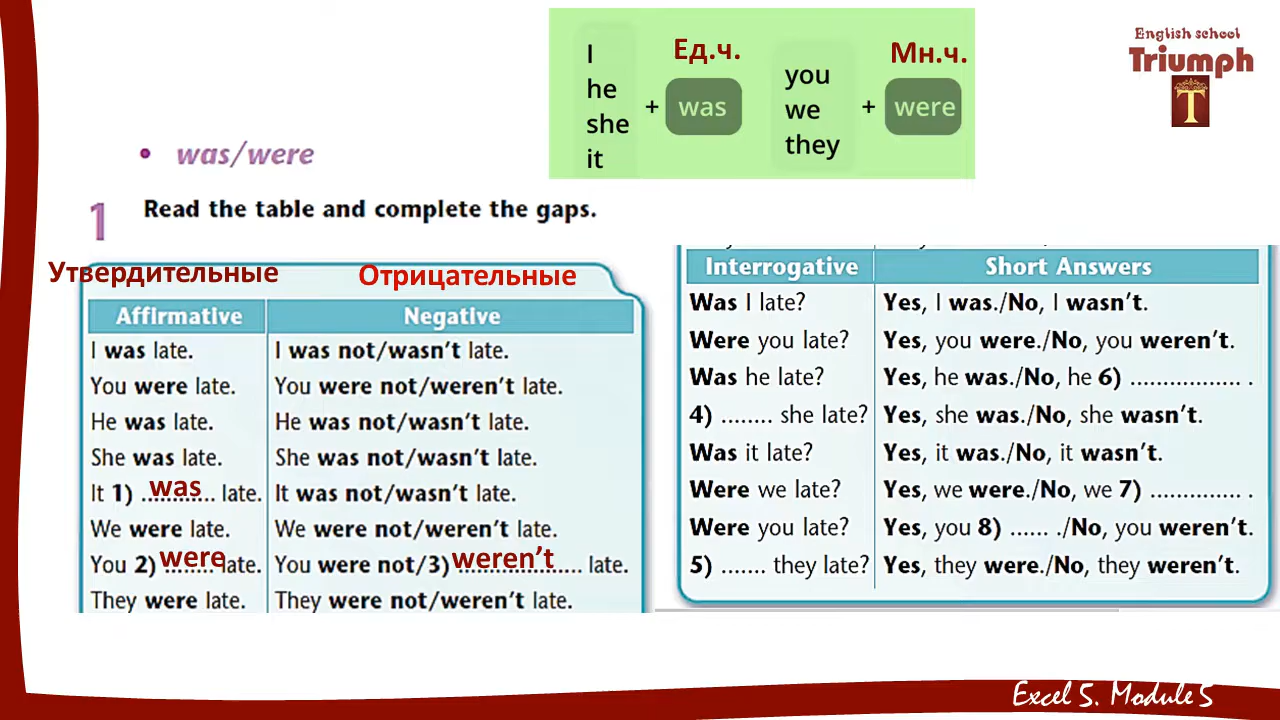 I
he
she
it
+
Ед.ч.
was
you
we
they
+
Мн.ч.
were
English school
Triumph
T
• was/were
1 Read the table and complete the gaps.
Утвердительные Отрицательные
Affirmative Negative
I was late. I was not/wasn't late.
You were late. You were not/weren't late.
He was late. He was not/wasn't late.
She was late. She was not/wasn't late.
It 1) was............ late. It was not/wasn't late.
We were late. We were not/weren't late.
You 2) were........ late. You were not/3) weren't.................... late.
They were late. They were not/weren't late.
Interrogative Short Answers
Was I late? Yes, I was./No, I wasn't.
Were you late? Yes, you were./No, you weren't.
Was he late? Yes, he was./No, he 6) .................. .
4) ........ she late? Yes, she was./No, she wasn't.
Was it late? Yes, it was./No, it wasn't.
Were we late? Yes, we were./No, we 7) .............. .
Were you late? Yes, you 8) ...... ./No, you weren't.
5) ....... they late? Yes, they were./No, they weren't.
Excel 5. Module 5